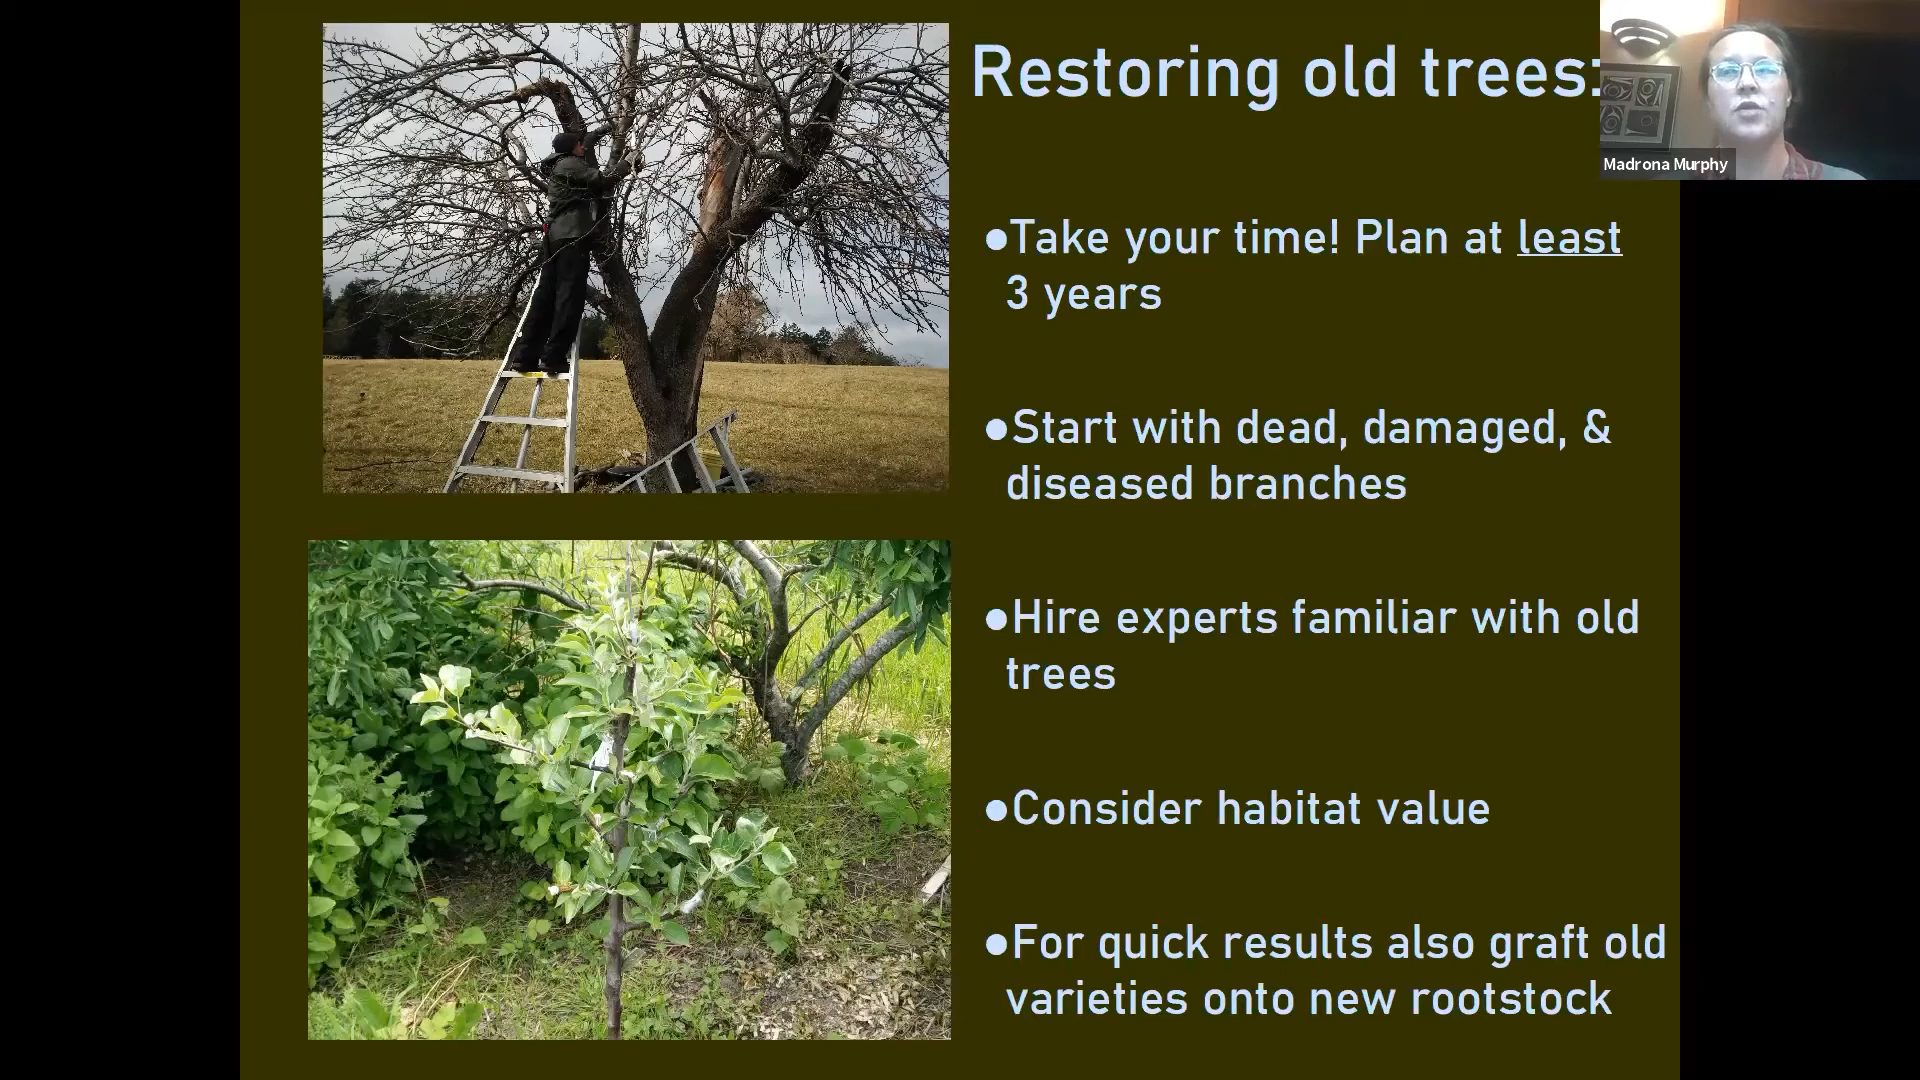 Restoring old trees:
Madrona Murphy
●Take your time! Plan at least
3 years
●Start with dead, damaged, &
diseased branches
●Hire experts familiar with old
trees
●Consider habitat value
●For quick results also graft old
varieties onto new rootstock